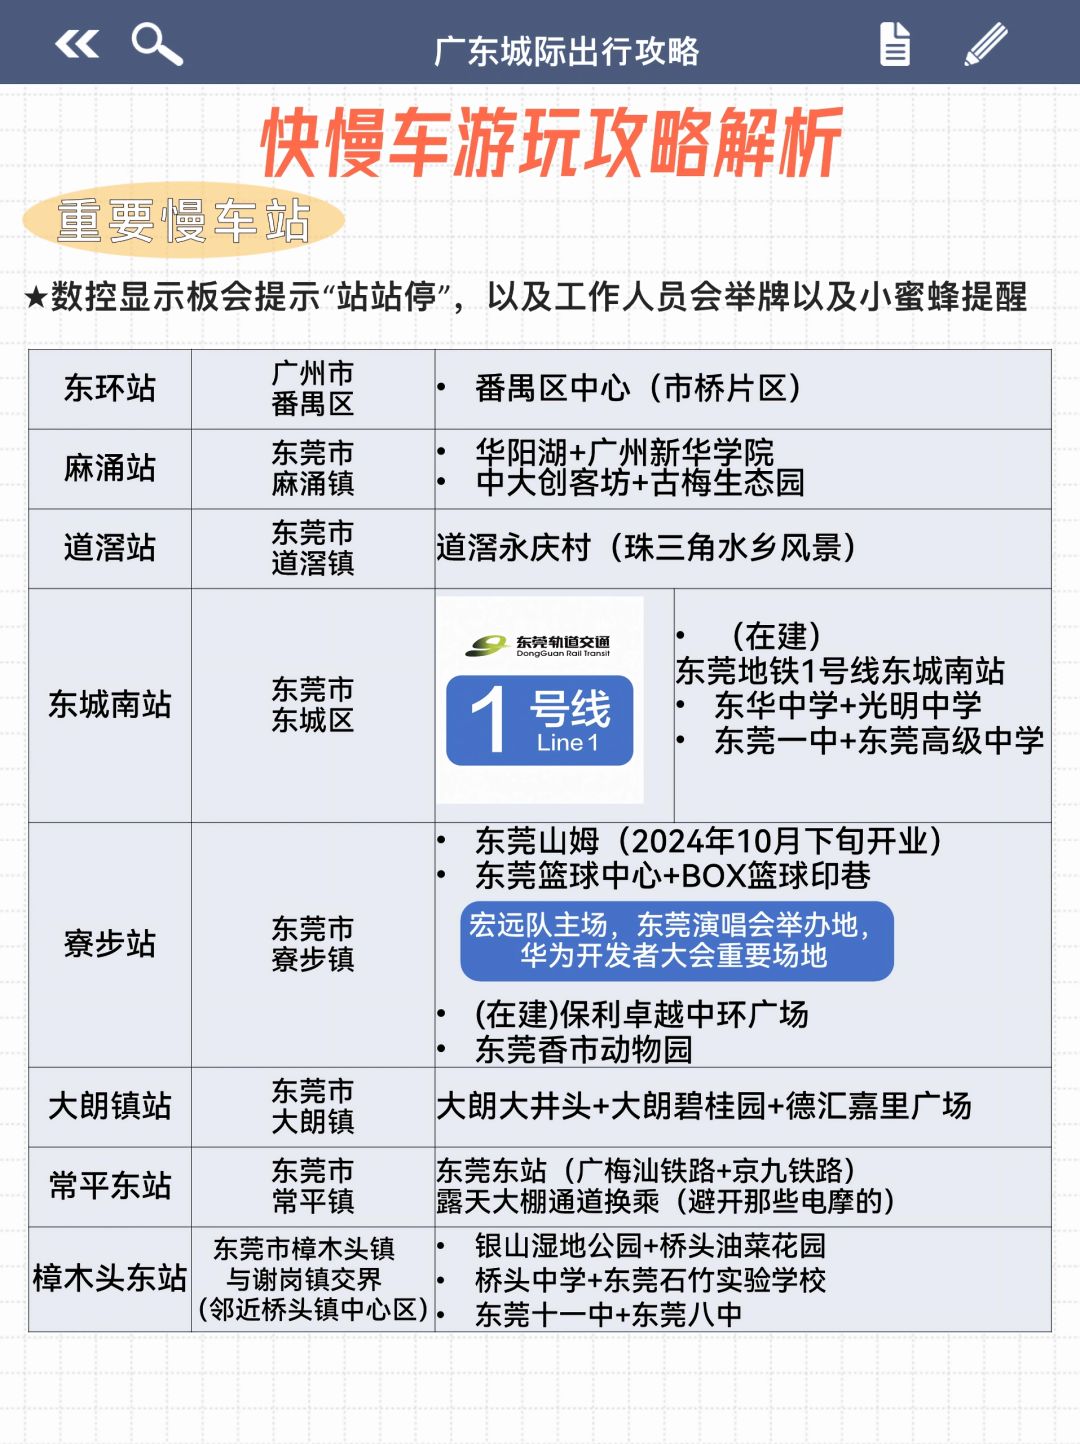 广东城际出行攻略
快慢车游玩攻略解析
重要慢车站
★数控显示板会提示“站站停”，以及工作人员会举牌以及小蜜蜂提醒
东环站
广州市
番禺区
• 番禺区中心（市桥片区）
麻涌站
东莞市
麻涌镇
• 华阳湖+广州新华学院
• 中大创客坊+古梅生态园
道滘站
东莞市
道滘镇
道滘永庆村（珠三角水乡风景）
东城南站
东莞市
东城区
东莞轨道交通
DongGuan Rail Transit
1号线
Line 1
• （在建）
东莞地铁1号线东城南站
• 东华中学+光明中学
• 东莞一中+东莞高级中学
寮步站
东莞市
寮步镇
• 东莞山姆（2024年10月下旬开业）
• 东莞篮球中心+BOX篮球印巷
宏远队主场，东莞演唱会举办地，
华为开发者大会重要场地
• (在建)保利卓越中环广场
• 东莞香市动物园
大朗镇站
东莞市
大朗镇
大朗大井头+大朗碧桂园+德汇嘉里广场
常平东站
东莞市
常平镇
东莞东站（广梅汕铁路+京九铁路）
露天大棚通道换乘（避开那些电摩的）
樟木头东站
东莞市樟木头镇
与谢岗镇交界
（邻近桥头镇中心区）
• 银山湿地公园+桥头油菜花园
• 桥头中学+东莞石竹实验学校
• 东莞十一中+东莞八中